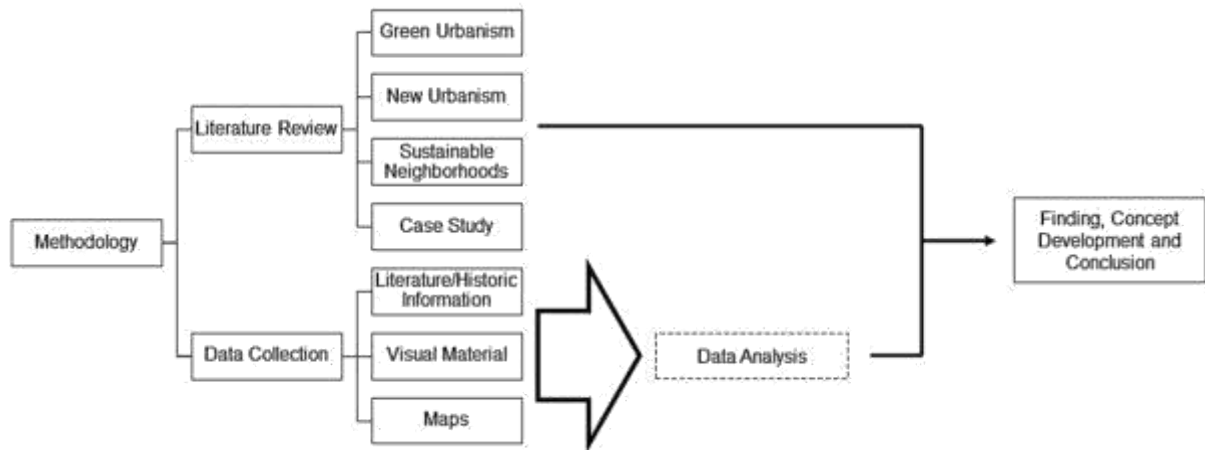 Methodology
Literature Review
Green Urbanism
New Urbanism
Sustainable
Neighborhoods
Case Study
Data Collection
Literature/Historic
Information
Visual Material
Maps
Data Analysis
Finding, Concept
Development and
Conclusion